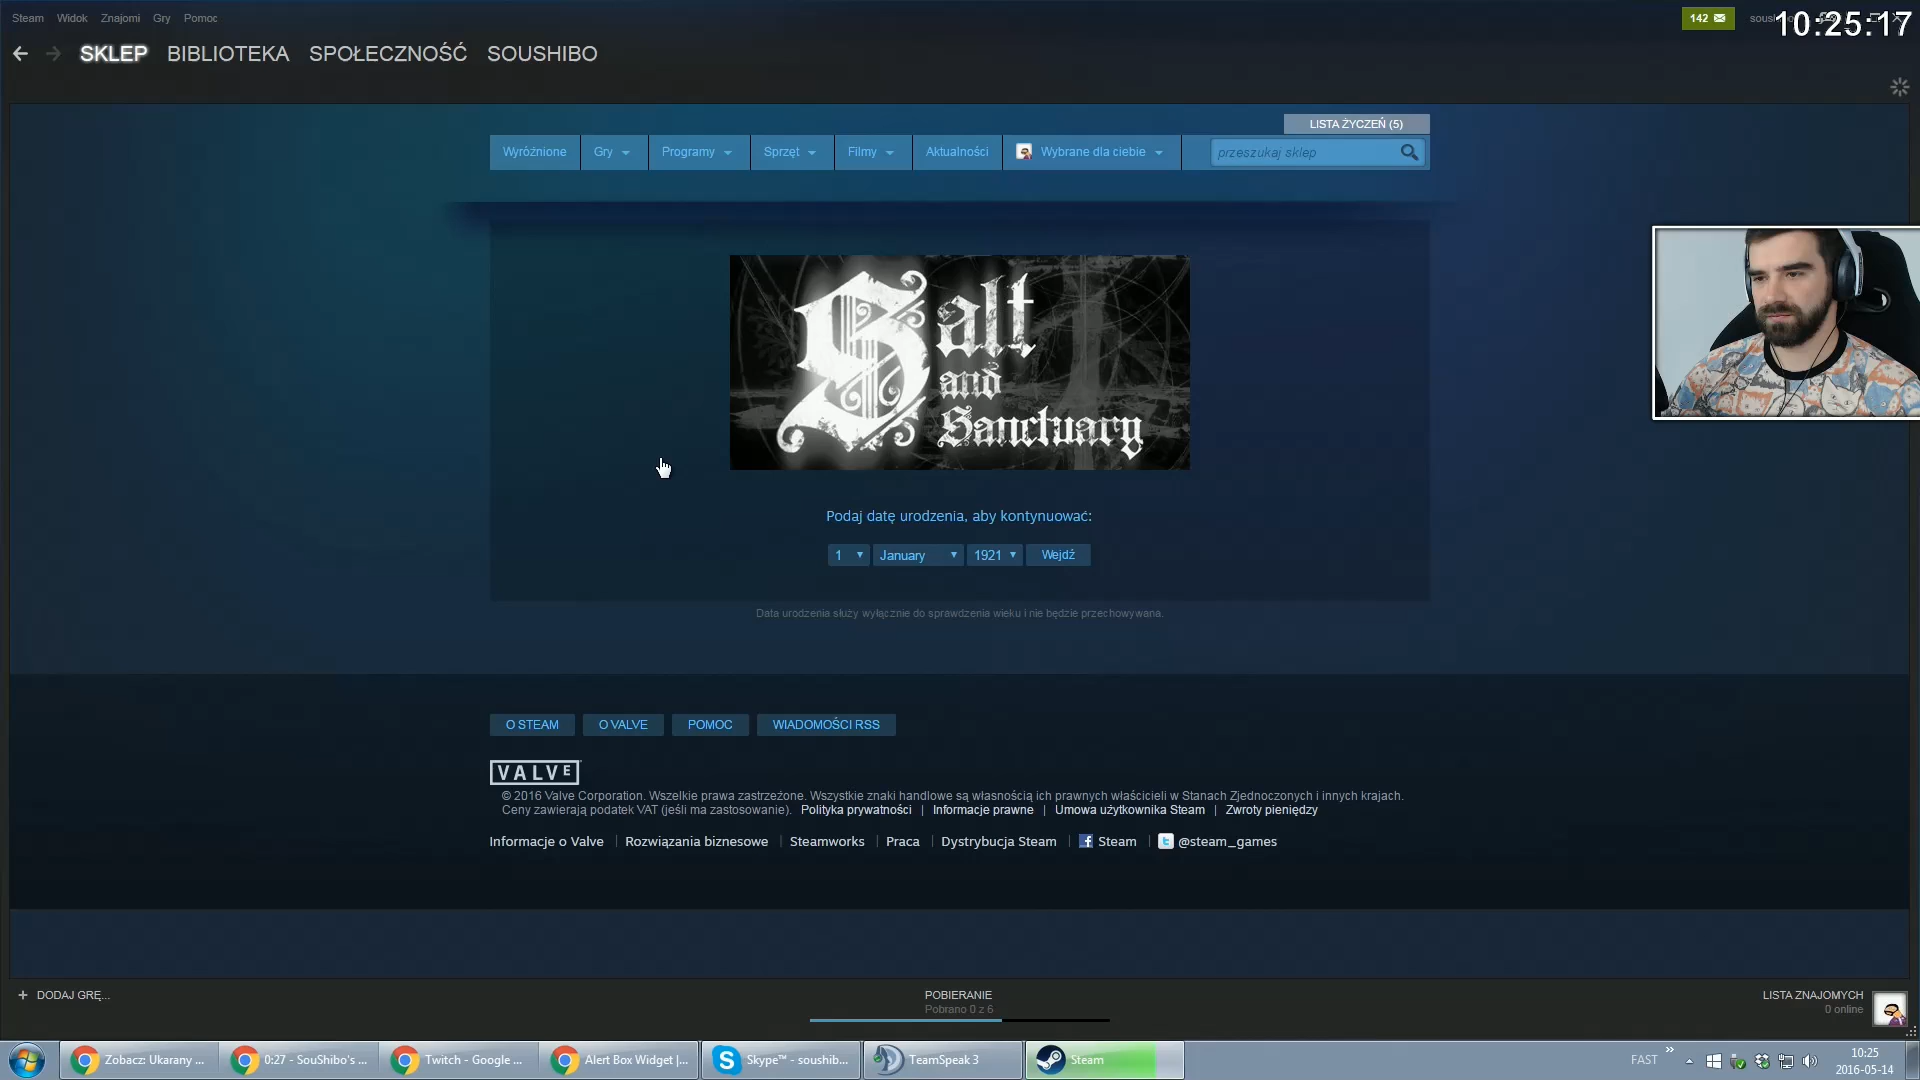 Steam Widok Znajomi Gry Pomoc
142
10:25:17
SKLEP BIBLIOTEKA SPOŁECZNOŚĆ SOUSHIBO
LISTA ŻYCZEŃ (5)
Wyróżnione Gry Programy Sprzęt Filmy Aktualności Wybrane dla ciebie przeszukaj sklep
Salt
and
Sanctuary
Podaj datę urodzenia, aby kontynuować:
1 January 1921 Wejdź
Data urodzenia służy wyłącznie do sprawdzenia wieku i nie będzie przechowywana.
O STEAM O VALVE POMOC WIADOMOŚCI RSS
VALVE
© 2016 Valve Corporation. Wszelkie prawa zastrzeżone. Wszystkie znaki handlowe są własnością ich prawnych właścicieli w Stanach Zjednoczonych i innych krajach.
Ceny zawierają podatek VAT (jeśli ma zastosowanie). Polityka prywatności | Informacje prawne | Umowa użytkownika Steam | Zwroty pieniędzy
Informacje o Valve | Rozwiązania biznesowe | Steamworks | Praca | Dystrybucja Steam | Steam | @steam_games
+ DODAJ GRĘ...
POBIERANIE
Pobrano 0 z 6
LISTA ZNAJOMYCH
0 online
Zobacz: Ukarany ... 0:27 - SouShibo's ... Twitch - Google ... Alert Box Widget |... Skype™ - soushib... TeamSpeak 3 Steam
FAST
10:25
2016-05-14